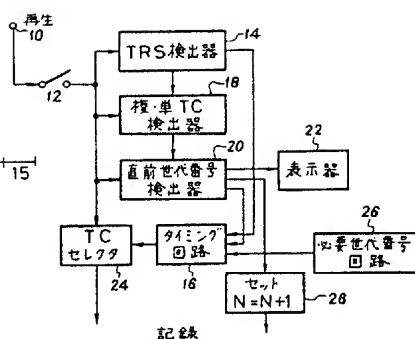 再生
10
12
TRS検出器
14
複・単TC
検出器
18
15
直前世代番号
検出器
20
表示器
22
TC
セレクタ
24
タイミング
回路
16
必要世代番号
回路
26
セット
N=N+1
28
記録